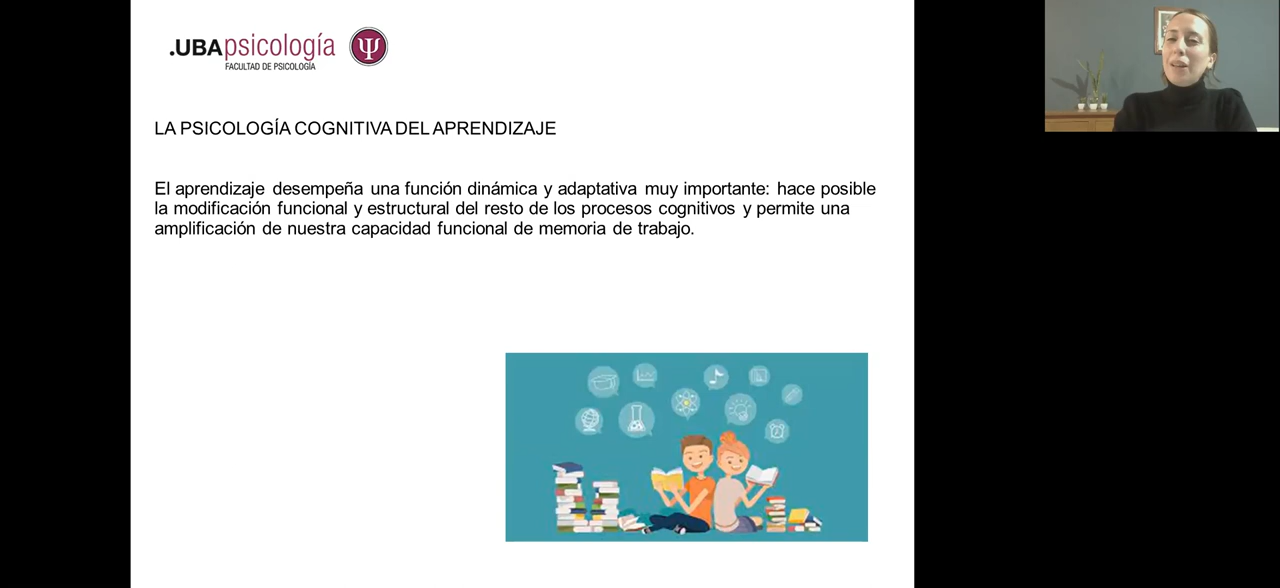 .UBApsicología
FACULTAD DE PSICOLOGÍA
LA PSICOLOGÍA COGNITIVA DEL APRENDIZAJE
El aprendizaje desempeña una función dinámica y adaptativa muy importante: hace posible
la modificación funcional y estructural del resto de los procesos cognitivos y permite una
amplificación de nuestra capacidad funcional de memoria de trabajo.